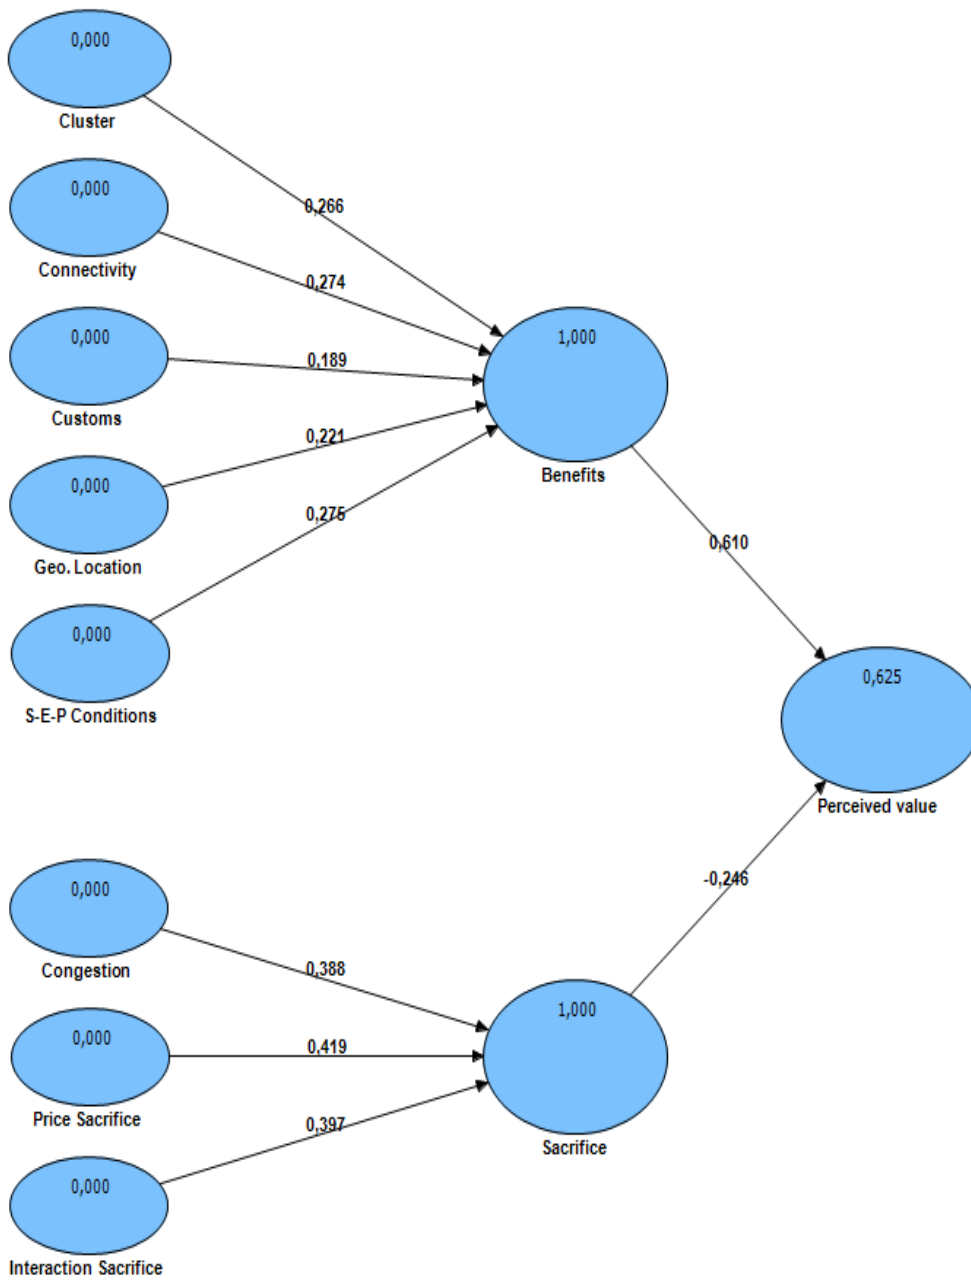 0,000
Cluster
0,266
0,000
Connectivity
0,274
0,000
Customs
0,189
0,000
Geo. Location
0,221
0,000
S-E-P Conditions
0,275
1,000
Benefits
0,610
0,625
Perceived value
-0,246
0,000
Congestion
0,388
0,000
Price Sacrifice
0,419
0,000
Interaction Sacrifice
0,397
1,000
Sacrifice